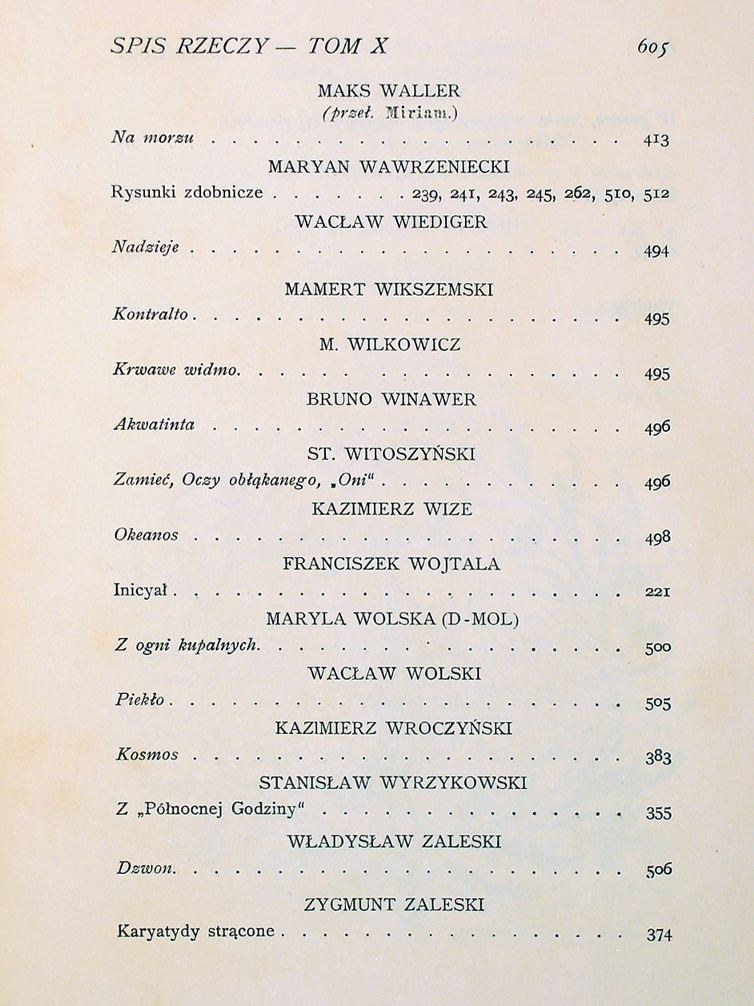 SPIS RZECZY — TOM X 605
MAKS WALLER
(przeł. Miriam.)
Na morzu . . . . . . . . . . . . . . . . . . . 413
MARYAN WAWRZENIECKI
Rysunki zdobnicze . . . . . . . 239, 241, 243, 245, 262, 510, 512
WACŁAW WIEDIGER
Nadzieje . . . . . . . . . . . . . . . . . . . 494
MAMERT WIKSZEMSKI
Kontralto . . . . . . . . . . . . . . . . . . . 495
M. WILKOWICZ
Krwawe widmo. . . . . . . . . . . . . . . . . 495
BRUNO WINAWER
Akwatinta . . . . . . . . . . . . . . . . . . . 496
ST. WITOSZYŃSKI
Zamieć, Oczy obłąkanego, „Oni“ . . . . . . . . . . . 496
KAZIMIERZ WIZE
Okeanos . . . . . . . . . . . . . . . . . . . 498
FRANCISZEK WOJTALA
Inicyał . . . . . . . . . . . . . . . . . . . . 221
MARYLA WOLSKA (D-MOL)
Z ogni kupalnych. . . . . . . . . . . . . . . . 500
WACŁAW WOLSKI
Piekło . . . . . . . . . . . . . . . . . . . . 505
KAZIMIERZ WROCZYŃSKI
Kosmos . . . . . . . . . . . . . . . . . . . 383
STANISŁAW WYRZYKOWSKI
Z „Północnej Godziny“ . . . . . . . . . . . . . . 355
WŁADYSŁAW ZALESKI
Dzwon. . . . . . . . . . . . . . . . . . . . 506
ZYGMUNT ZALESKI
Karyatydy strącone . . . . . . . . . . . . . . . . 374